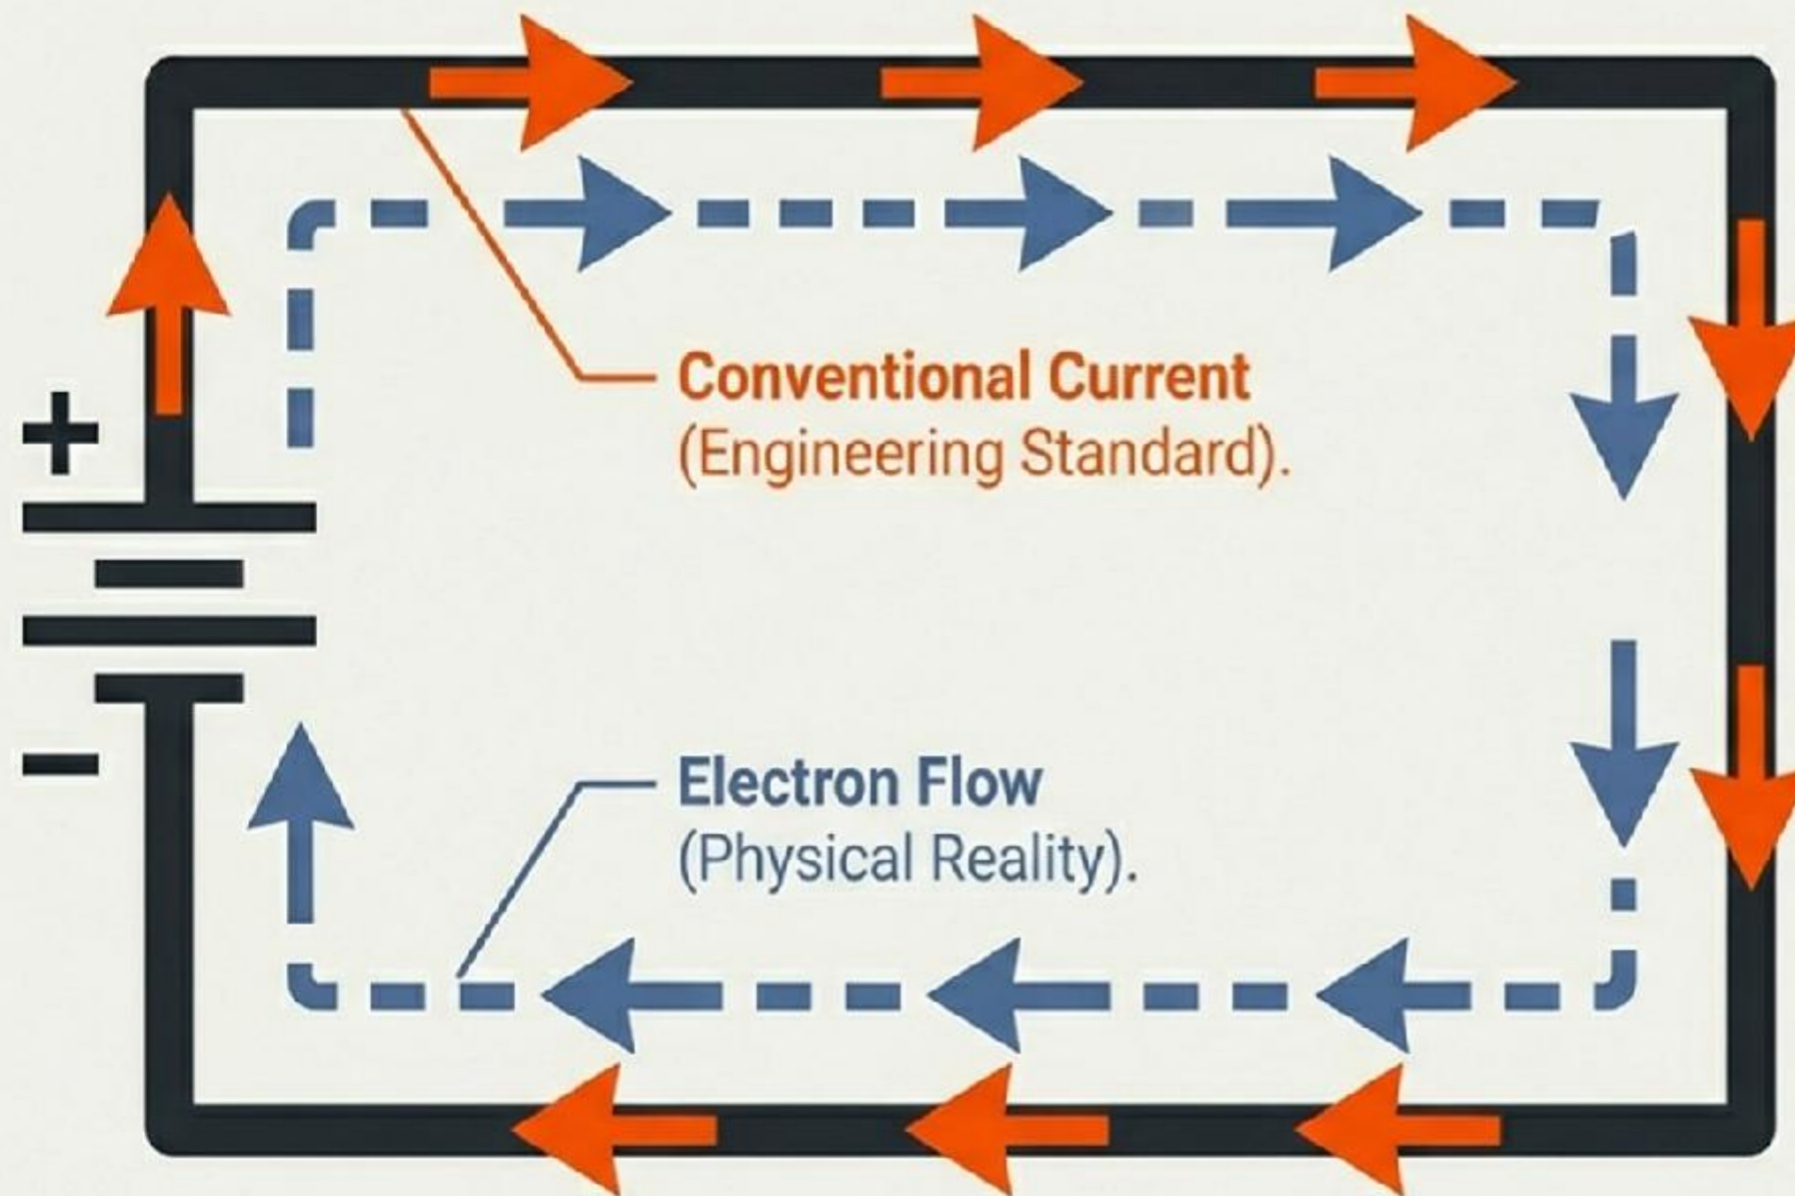 Conventional Current
(Engineering Standard).
+
Electron Flow
(Physical Reality).
−